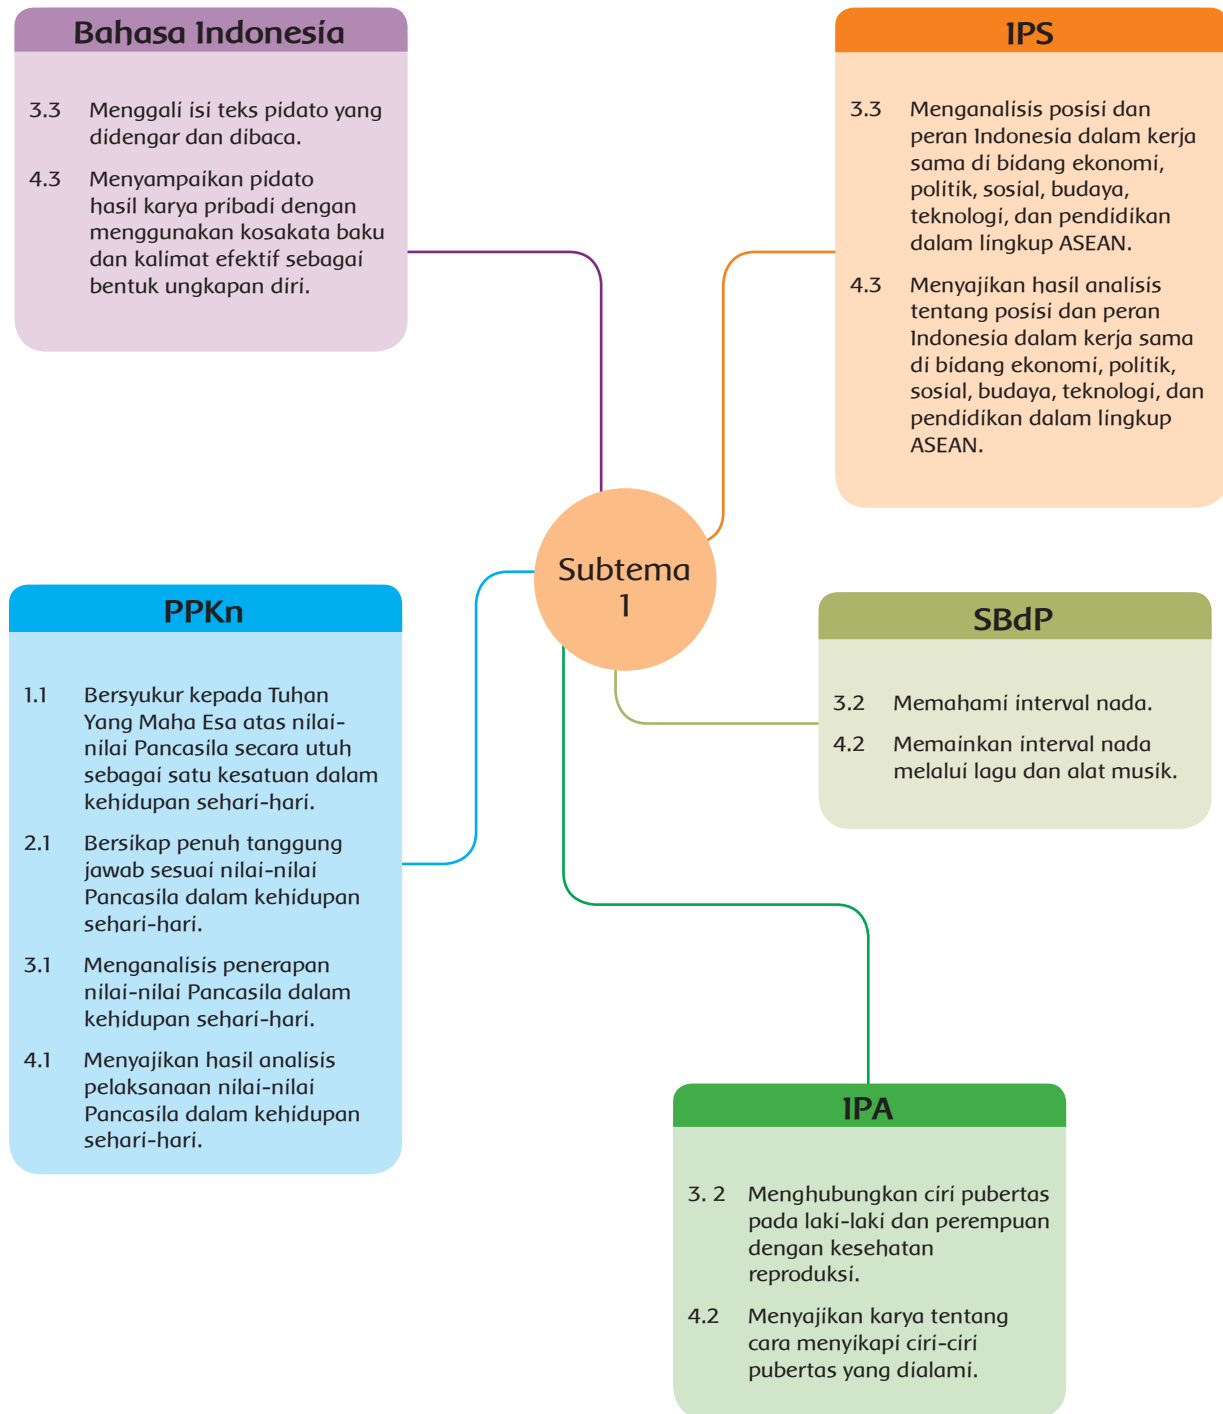 Bahasa Indonesia
3.3 Menggali isi teks pidato yang
didengar dan dibaca.
4.3 Menyampaikan pidato
hasil karya pribadi dengan
menggunakan kosakata baku
dan kalimat efektif sebagai
bentuk ungkapan diri.
IPS
3.3 Menganalisis posisi dan
peran Indonesia dalam kerja
sama di bidang ekonomi,
politik, sosial, budaya,
teknologi, dan pendidikan
dalam lingkup ASEAN.
4.3 Menyajikan hasil analisis
tentang posisi dan peran
Indonesia dalam kerja sama
di bidang ekonomi, politik,
sosial, budaya, teknologi, dan
pendidikan dalam lingkup
ASEAN.
Subtema
1
PPKn
1.1 Bersyukur kepada Tuhan
Yang Maha Esa atas nilai-
nilai Pancasila secara utuh
sebagai satu kesatuan dalam
kehidupan sehari-hari.
2.1 Bersikap penuh tanggung
jawab sesuai nilai-nilai
Pancasila dalam kehidupan
sehari-hari.
3.1 Menganalisis penerapan
nilai-nilai Pancasila dalam
kehidupan sehari-hari.
4.1 Menyajikan hasil analisis
pelaksanaan nilai-nilai
Pancasila dalam kehidupan
sehari-hari.
SBdP
3.2 Memahami interval nada.
4.2 Memainkan interval nada
melalui lagu dan alat musik.
IPA
3. 2 Menghubungkan ciri pubertas
pada laki-laki dan perempuan
dengan kesehatan
reproduksi.
4.2 Menyajikan karya tentang
cara menyikapi ciri-ciri
pubertas yang dialami.